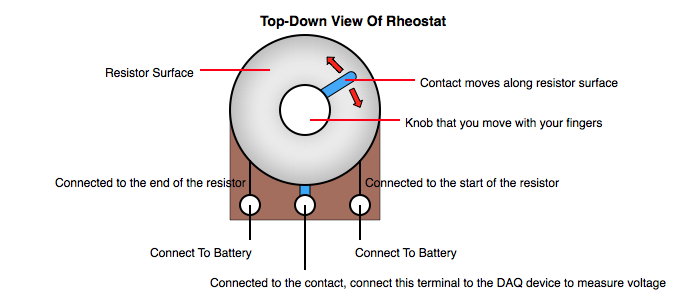 Top-Down View Of Rheostat
Resistor Surface
Contact moves along resistor surface
Knob that you move with your fingers
Connected to the end of the resistor
Connected to the start of the resistor
Connect To Battery
Connect To Battery
Connected to the contact, connect this terminal to the DAQ device to measure voltage